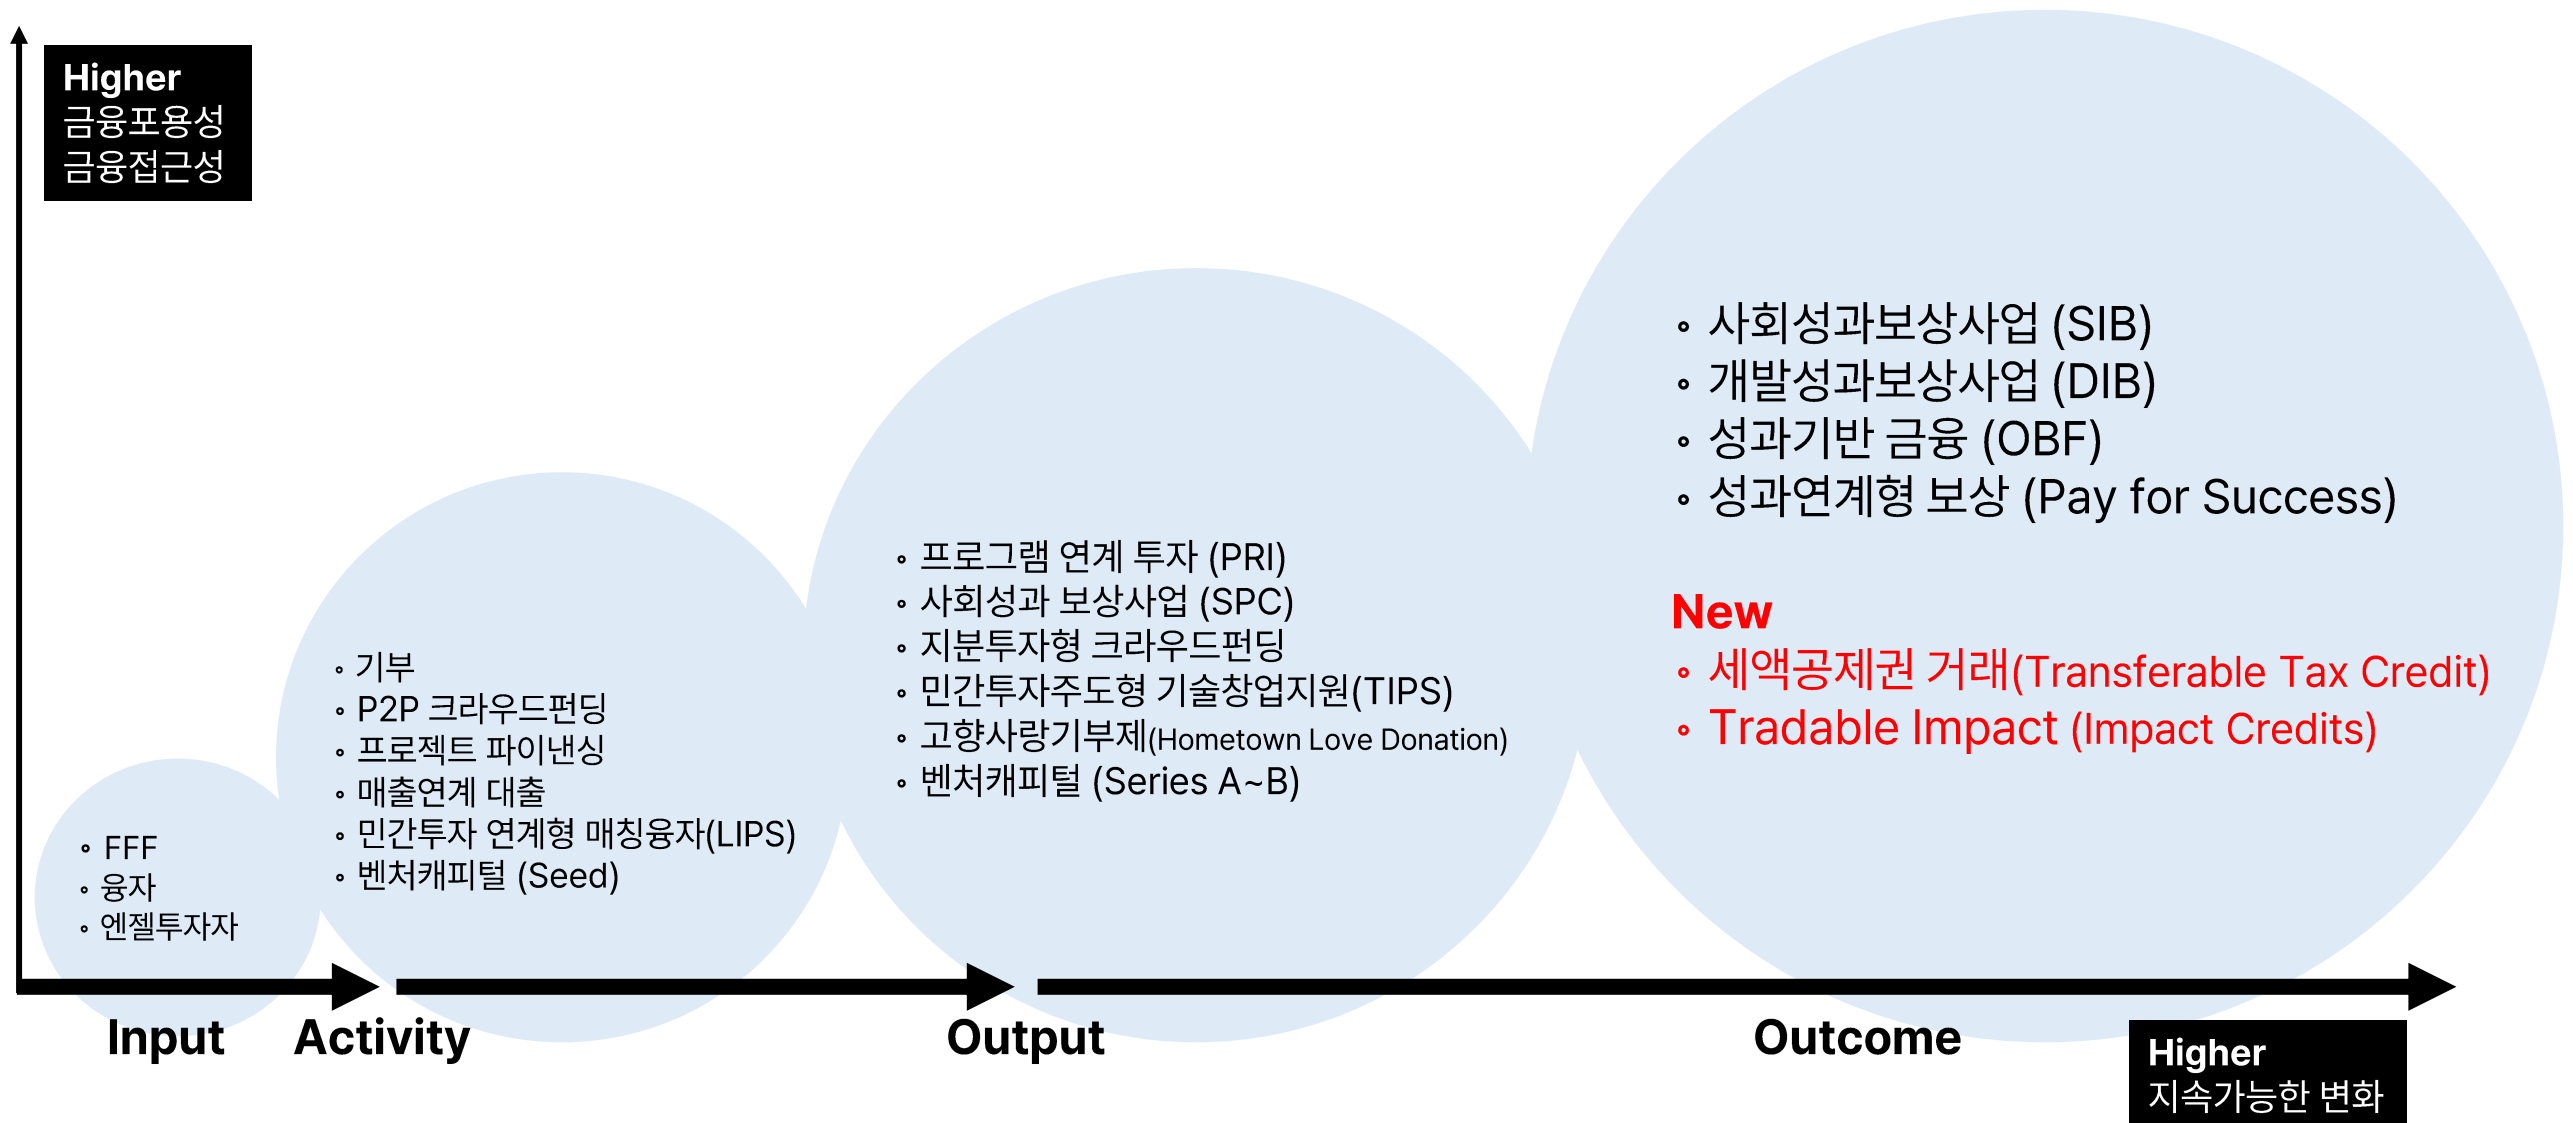 Higher
금융포용성
금융접근성
◦ FFF
◦ 융자
◦ 엔젤투자자
◦ 기부
◦ P2P 크라우드펀딩
◦ 프로젝트 파이낸싱
◦ 매출연계 대출
◦ 민간투자 연계형 매칭융자(LIPS)
◦ 벤처캐피털 (Seed)
◦ 프로그램 연계 투자 (PRI)
◦ 사회성과 보상사업 (SPC)
◦ 지분투자형 크라우드펀딩
◦ 민간투자주도형 기술창업지원(TIPS)
◦ 고향사랑기부제(Hometown Love Donation)
◦ 벤처캐피털 (Series A~B)
◦ 사회성과보상사업 (SIB)
◦ 개발성과보상사업 (DIB)
◦ 성과기반 금융 (OBF)
◦ 성과연계형 보상 (Pay for Success)
New
◦ 세액공제권 거래(Transferable Tax Credit)
◦ Tradable Impact (Impact Credits)
Input
Activity
Output
Outcome
Higher
지속가능한 변화